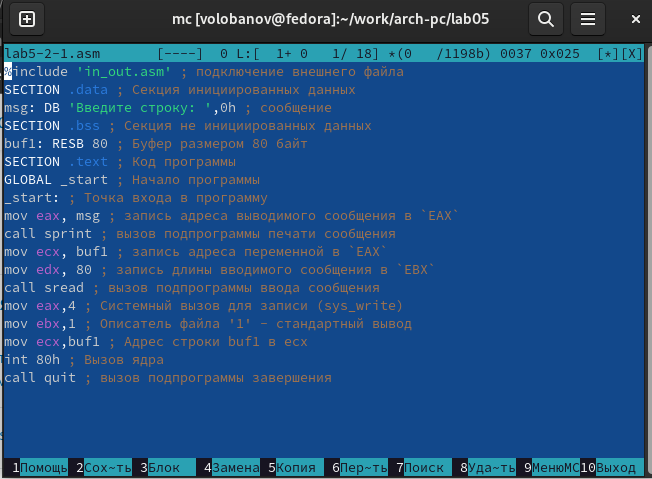 mc [volobanov@fedora]:~/work/arch-pc/lab05
lab5-2-1.asm [----] 0 L:[ 1+ 0 1/ 18] *(0 /1198b) 0037 0x025 [*][X]
%include 'in_out.asm' ; подключение внешнего файла
SECTION .data ; Секция инициированных данных
msg: DB 'Введите строку: ',0h ; сообщение
SECTION .bss ; Секция не инициированных данных
buf1: RESB 80 ; Буфер размером 80 байт
SECTION .text ; Код программы
GLOBAL _start ; Начало программы
_start: ; Точка входа в программу
mov eax, msg ; запись адреса выводимого сообщения в `EAX`
call sprint ; вызов подпрограммы печати сообщения
mov ecx, buf1 ; запись адреса переменной в `EAX`
mov edx, 80 ; запись длины вводимого сообщения в `EBX`
call sread ; вызов подпрограммы ввода сообщения
mov eax,4 ; Системный вызов для записи (sys_write)
mov ebx,1 ; Описатель файла '1' - стандартный вывод
mov ecx,buf1 ; Адрес строки buf1 в ecx
int 80h ; Вызов ядра
call quit ; вызов подпрограммы завершения
1Помощь 2Сох~ть 3Блок 4Замена 5Копия 6Пер~ть 7Поиск 8Уда~ть 9МенюMC 10Выход